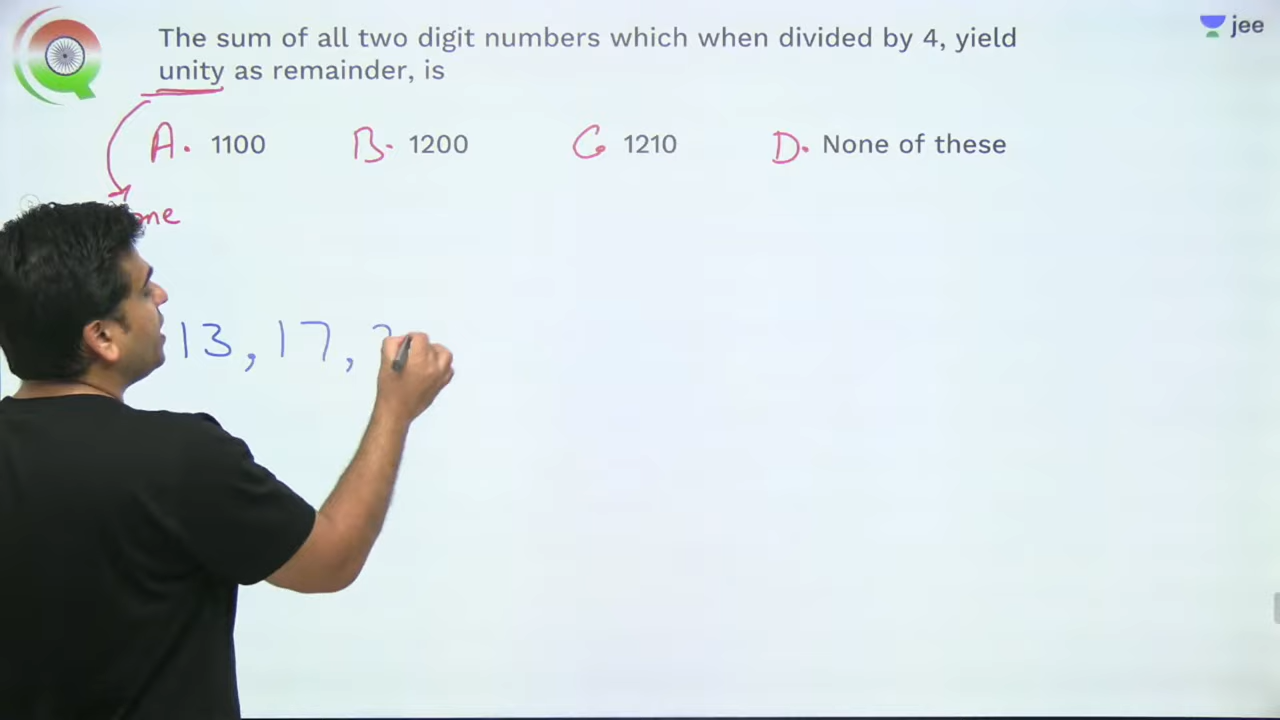 The sum of all two digit numbers which when divided by 4, yield
unity as remainder, is
A. 1100 B. 1200 C. 1210 D. None of these
13, 17,
jee